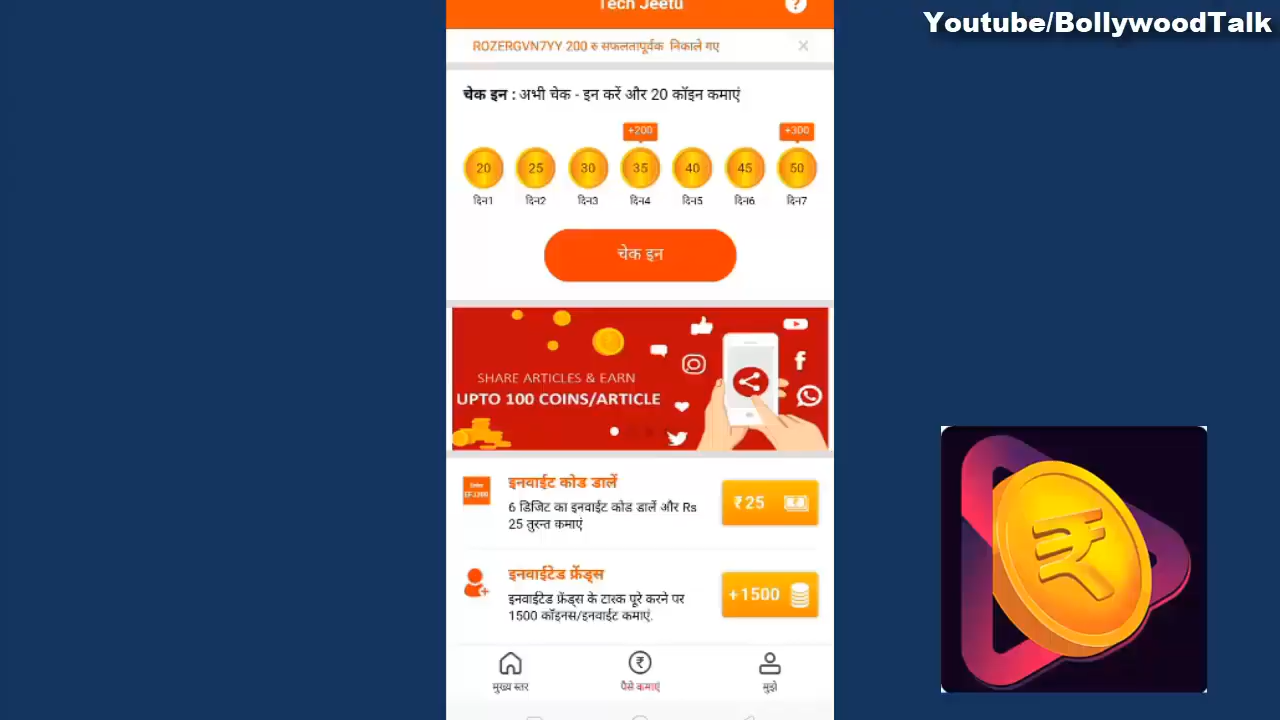 Youtube/BollywoodTalk
Tech Jeetu
?
ROZERGVN7YY 200 रु सफलतापूर्वक निकाले गए
चेक इन : अभी चेक - इन करें और 20 कॉइन कमाएं
+200 +300
20 25 30 35 40 45 50
दिन1 दिन2 दिन3 दिन4 दिन5 दिन6 दिन7
चेक इन
SHARE ARTICLES & EARN
UPTO 100 COINS/ARTICLE
इनवाईट कोड डालें
6 डिजिट का इनवाईट कोड डालें और Rs
25 तुरन्त कमाएं
₹25
इनवाईटेड फ्रेंड्स
इनवाईटेड फ्रेंड्स के टास्क पूरे करने पर
1500 कॉइनस/इनवाईट कमाएं.
+1500
मुख्य स्तर पैसे कमाएं मुझे